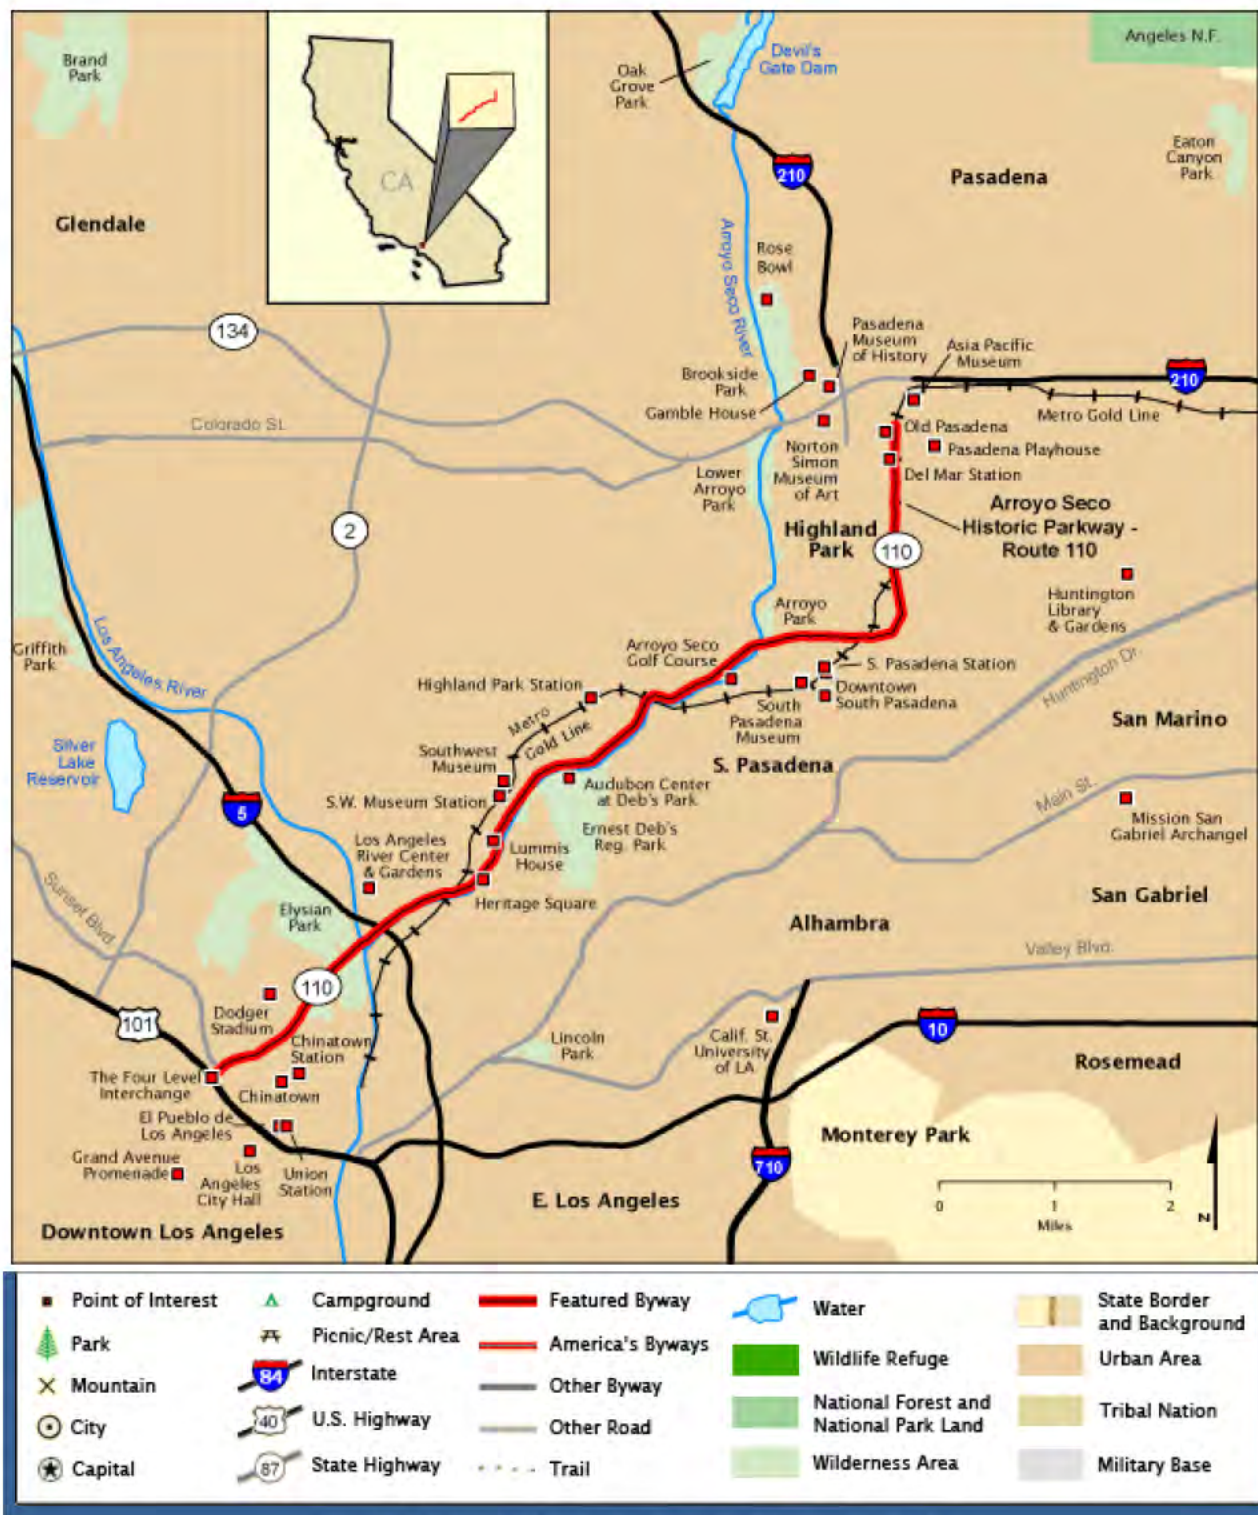 Brand
Park
Oak
Grove
Park
Devil's
Gate Dam
Angeles N.F.
Eaton
Canyon
Park
210
Pasadena
CA
Glendale
Arroyo Seco River
Rose
Bowl
134
Pasadena
Museum
of History
Asia Pacific
Museum
210
Brookside
Park
Gamble House
Metro Gold Line
Colorado St.
Old Pasadena
Norton
Simon
Museum
of Art
Pasadena Playhouse
Del Mar Station
Lower
Arroyo
Park
2
Highland
Park
Arroyo Seco
Historic Parkway -
Route 110
110
Huntington
Library
& Gardens
Arroyo
Park
Los Angeles River
Griffith
Park
Arroyo Seco
Golf Course
S. Pasadena Station
Huntington Dr.
Highland Park Station
Downtown
South Pasadena
South
Pasadena
Museum
Metro
Gold Line
San Marino
Silver
Lake
Reservoir
Southwest
Museum
S. Pasadena
S.W. Museum Station
Audubon Center
at Deb's Park
Main St.
5
Mission San
Gabriel Archangel
Los Angeles
River Center
& Gardens
Lummis
House
Ernest Deb's
Reg. Park
Sunset Blvd.
Heritage Square
San Gabriel
Elysian
Park
Alhambra
Valley Blvd.
110
Dodger
Stadium
101
Chinatown
Station
Lincoln
Park
Calif. St.
University
of LA
10
Rosemead
The Four Level
Interchange
Chinatown
El Pueblo de
Los Angeles
Monterey Park
Grand Avenue
Promenade
Los
Angeles
City Hall
Union
Station
710
E. Los Angeles
Downtown Los Angeles
0 1 2
Miles
N
Point of Interest
Park
Mountain
City
Capital
Campground
Picnic/Rest Area
84 Interstate
40 U.S. Highway
87 State Highway
Featured Byway
America's Byways
Other Byway
Other Road
Trail
Water
Wildlife Refuge
National Forest and
National Park Land
Wilderness Area
State Border
and Background
Urban Area
Tribal Nation
Military Base